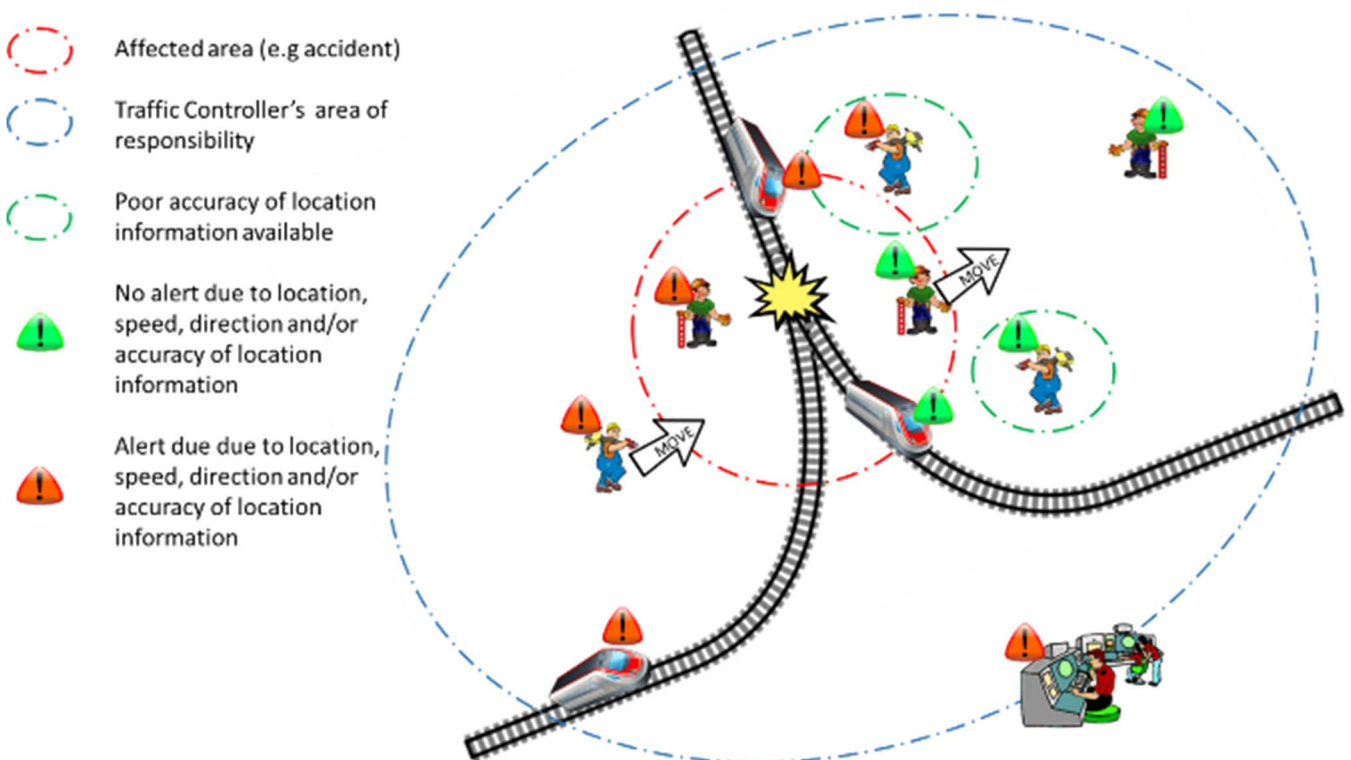 Affected area (e.g accident)
Traffic Controller's area of
responsibility
Poor accuracy of location
information available
No alert due to location,
speed, direction and/or
accuracy of location
information
Alert due due to location,
speed, direction and/or
accuracy of location
information
MOVE
MOVE